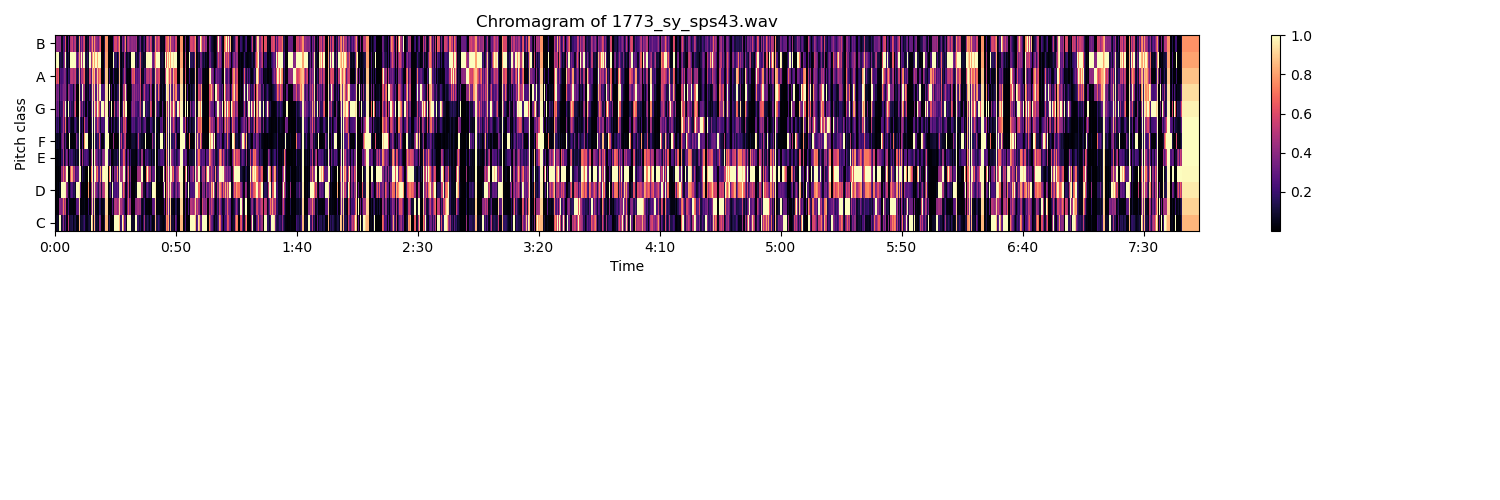 Chromagram of 1773_sy_sps43.wav
Pitch class
B
A
G
F
E
D
C
0:00 0:50 1:40 2:30 3:20 4:10 5:00 5:50 6:40 7:30
Time
1.0
0.8
0.6
0.4
0.2